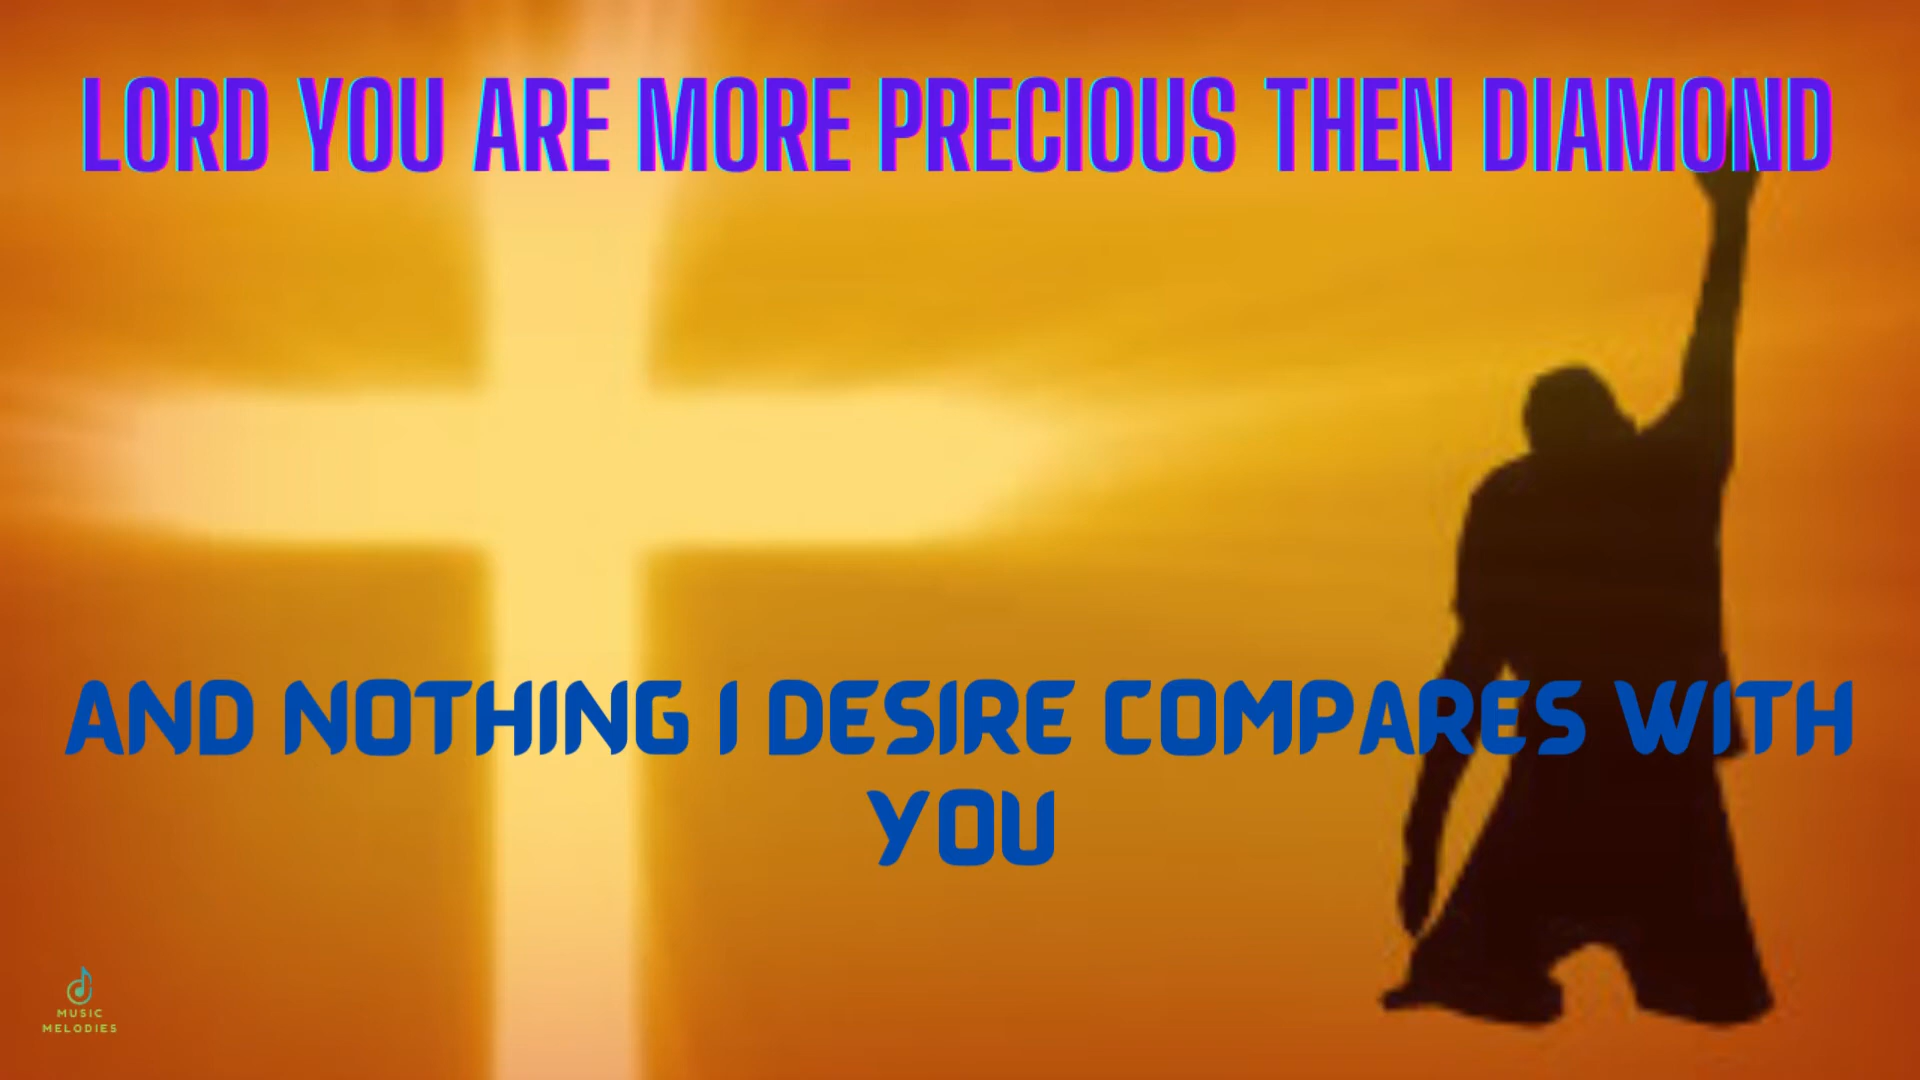 LORD YOU ARE MORE PRECIOUS THEN DIAMOND
AND NOTHING I DESIRE COMPARES WITH
YOU
MUSIC
MELODIES